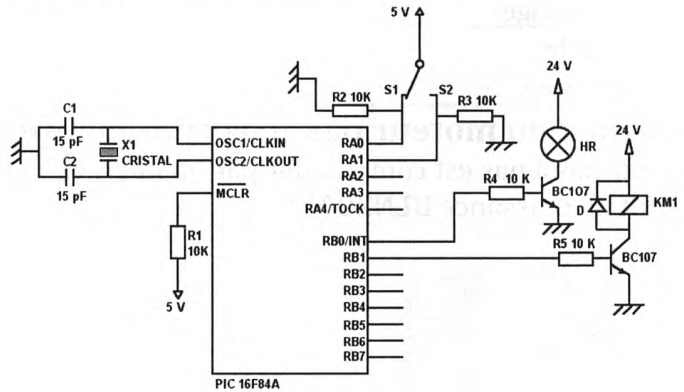 5 V
24 V
R2 10K
S1
S2
R3 10K
C1
15 pF
X1
CRISTAL
C2
15 pF
OSC1/CLKIN
OSC2/CLKOUT
MCLR
RA0
RA1
RA2
RA3
RA4/TOCK
HR
24 V
R4 10 K
BC107
D
KM1
R1
10K
5 V
RB0/INT
RB1
RB2
RB3
RB4
RB5
RB6
RB7
R5 10 K
BC107
PIC 16F84A